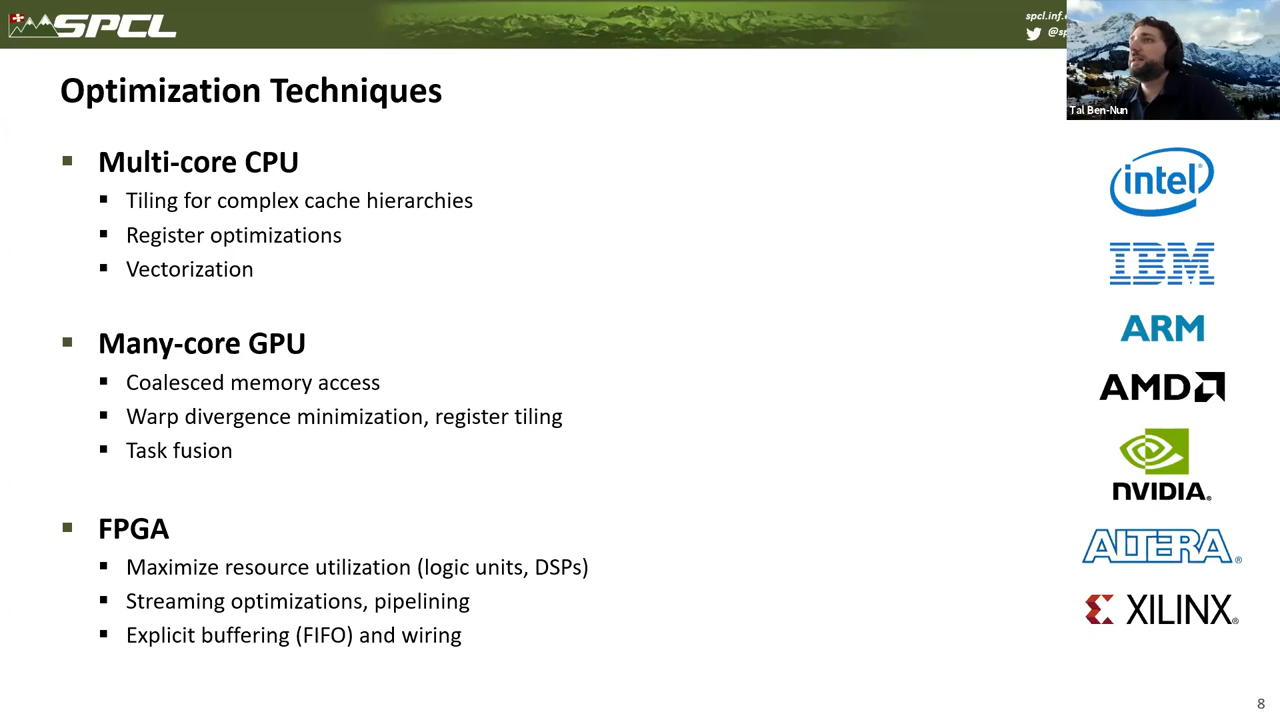 SPCL
spcl.inf.
@sp
Tal Ben-Nun
Optimization Techniques
Multi-core CPU
Tiling for complex cache hierarchies
Register optimizations
Vectorization
Many-core GPU
Coalesced memory access
Warp divergence minimization, register tiling
Task fusion
FPGA
Maximize resource utilization (logic units, DSPs)
Streaming optimizations, pipelining
Explicit buffering (FIFO) and wiring
intel®
IBM
ARM
AMD
NVIDIA®
ALTERA®
XILINX®
8